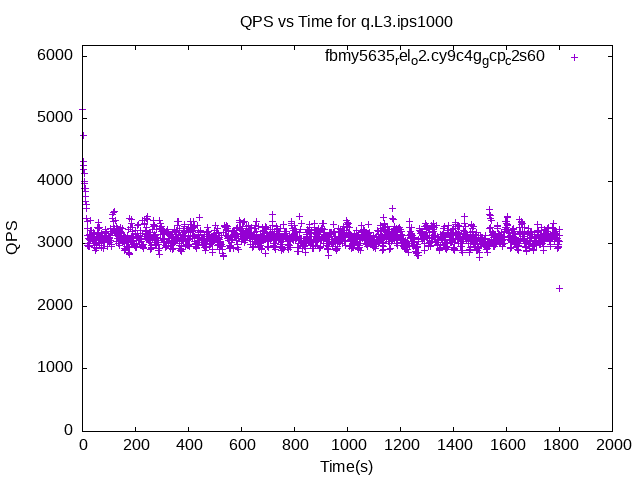 QPS vs Time for q.L3.ips1000
fbmy5635relo2.cy9c4ggcpc2s60
6000
5000
4000
3000
2000
1000
0
QPS
0 200 400 600 800 1000 1200 1400 1600 1800 2000
Time(s)